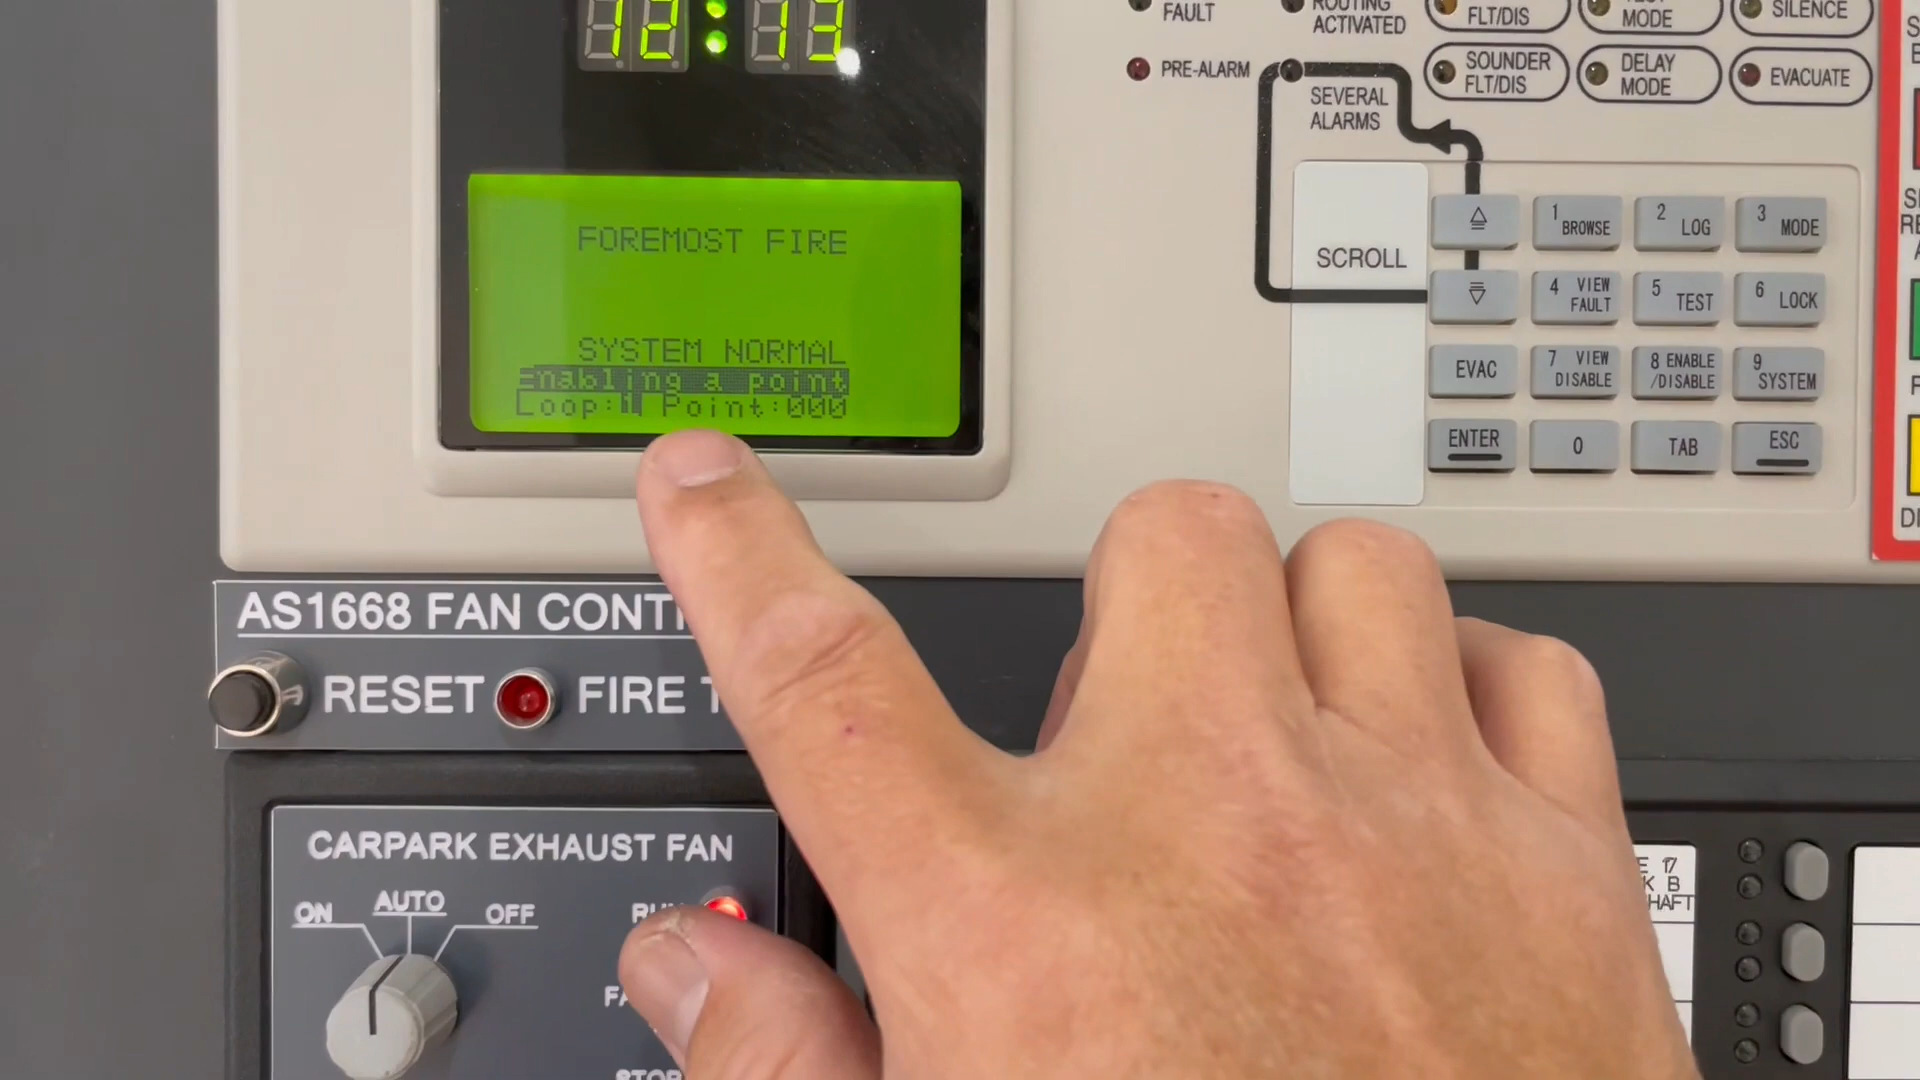 12:13
FAULT
ROUTING
ACTIVATED
FLT/DIS
MODE
SILENCE
PRE-ALARM
SEVERAL
ALARMS
SOUNDER
FLT/DIS
DELAY
MODE
EVACUATE
FOREMOST FIRE
SYSTEM NORMAL
Enabling a point
Loop:1 Point:000
SCROLL
1 BROWSE
2 LOG
3 MODE
4 VIEW
FAULT
5 TEST
6 LOCK
EVAC
7 VIEW
DISABLE
8 ENABLE
/DISABLE
9
SYSTEM
ENTER
0
TAB
ESC
AS1668 FAN CONT
RESET
FIRE T
CARPARK EXHAUST FAN
ON
AUTO
OFF
E 17
K B
HAFT